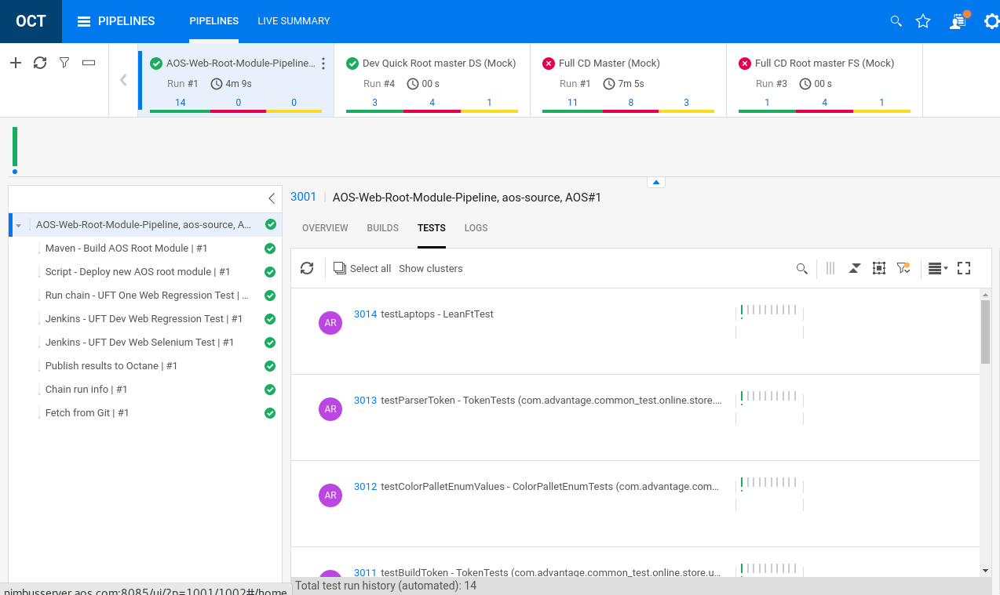 OCT PIPELINES PIPELINES LIVE SUMMARY
AOS-Web-Root-Module-Pipeline...
Run #1 4m 9s
14 0 0
Dev Quick Root master DS (Mock)
Run #4 00 s
3 4 1
Full CD Master (Mock)
Run #1 7m 5s
11 8 3
Full CD Root master FS (Mock)
Run #3 00 s
1 4 1
AOS-Web-Root-Module-Pipeline, aos-source, A...
Maven - Build AOS Root Module | #1
Script - Deploy new AOS root module | #1
Run chain - UFT One Web Regression Test | ...
Jenkins - UFT Dev Web Regression Test | #1
Jenkins - UFT Dev Web Selenium Test | #1
Publish results to Octane | #1
Chain run info | #1
Fetch from Git | #1
3001 | AOS-Web-Root-Module-Pipeline, aos-source, AOS#1
OVERVIEW BUILDS TESTS LOGS
Select all Show clusters
AR 3014 testLaptops - LeanFtTest
AR 3013 testParserToken - TokenTests (com.advantage.common_test.online.store....
AR 3012 testColorPalletEnumValues - ColorPalletEnumTests (com.advantage.com...
3011 testBuildToken - TokenTests (com.advantage.common_test.online.store.u...
Total test run history (automated): 14
nimbusserver.aos.com:8085/ui/?p=1001/1002#/home